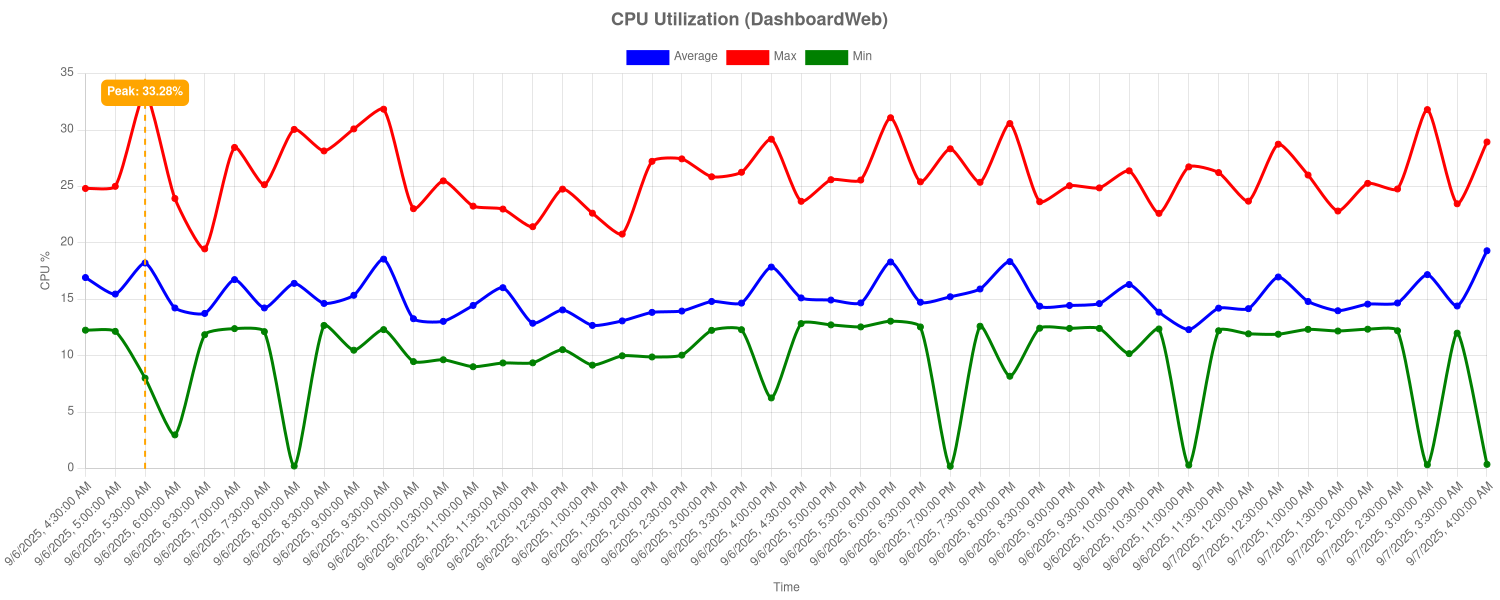 CPU Utilization (DashboardWeb)
Average Max Min
35
Peak: 33.28%
30
25
20
CPU %
15
10
5
0
9/6/2025, 4:30:00 AM
9/6/2025, 5:00:00 AM
9/6/2025, 5:30:00 AM
9/6/2025, 6:00:00 AM
9/6/2025, 6:30:00 AM
9/6/2025, 7:00:00 AM
9/6/2025, 7:30:00 AM
9/6/2025, 8:00:00 AM
9/6/2025, 8:30:00 AM
9/6/2025, 9:00:00 AM
9/6/2025, 9:30:00 AM
9/6/2025, 10:00:00 AM
9/6/2025, 10:30:00 AM
9/6/2025, 11:00:00 AM
9/6/2025, 11:30:00 AM
9/6/2025, 12:00:00 PM
9/6/2025, 12:30:00 PM
9/6/2025, 1:00:00 PM
9/6/2025, 1:30:00 PM
9/6/2025, 2:00:00 PM
9/6/2025, 2:30:00 PM
9/6/2025, 3:00:00 PM
9/6/2025, 3:30:00 PM
9/6/2025, 4:00:00 PM
9/6/2025, 4:30:00 PM
9/6/2025, 5:00:00 PM
9/6/2025, 5:30:00 PM
9/6/2025, 6:00:00 PM
9/6/2025, 6:30:00 PM
9/6/2025, 7:00:00 PM
9/6/2025, 7:30:00 PM
9/6/2025, 8:00:00 PM
9/6/2025, 8:30:00 PM
9/6/2025, 9:00:00 PM
9/6/2025, 9:30:00 PM
9/6/2025, 10:00:00 PM
9/6/2025, 10:30:00 PM
9/6/2025, 11:00:00 PM
9/6/2025, 11:30:00 PM
9/7/2025, 12:00:00 AM
9/7/2025, 12:30:00 AM
9/7/2025, 1:00:00 AM
9/7/2025, 1:30:00 AM
9/7/2025, 2:00:00 AM
9/7/2025, 2:30:00 AM
9/7/2025, 3:00:00 AM
9/7/2025, 3:30:00 AM
9/7/2025, 4:00:00 AM
Time